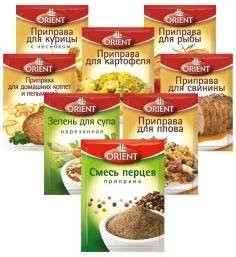 ORIENT
Приправа
для курицы
с чесноком
ORIENT
Приправа
для картофеля
ORIENT
Приправа
для рыбы
ORIENT
Приправа
для домашних котлет
и пельменей
ORIENT
Приправа
для свинины
ORIENT
Зелень для супа
нарезанная
ORIENT
Приправа
для плова
ORIENT
Смесь перцев
приправа